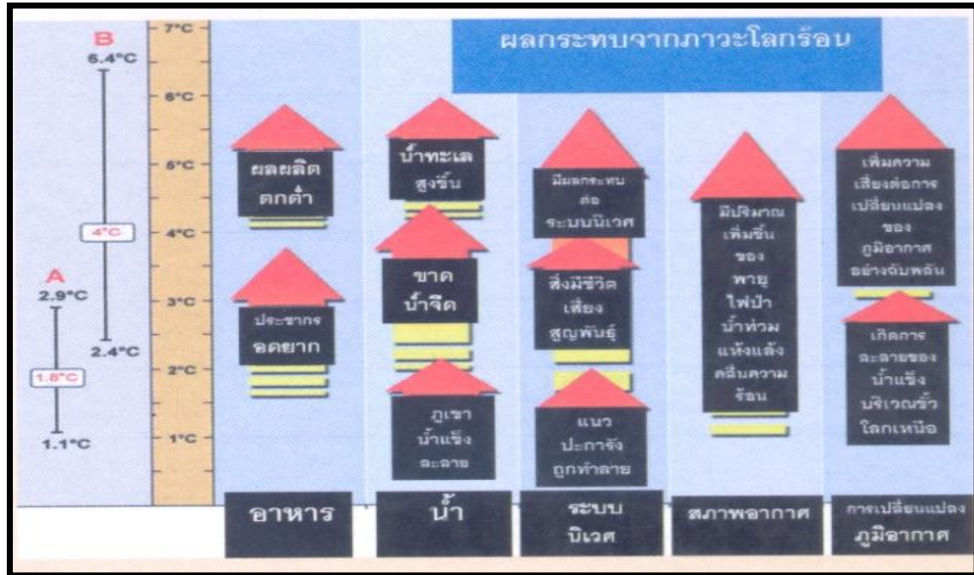 ผลกระทบจากภาวะโลกร้อน
B
6.4°C
4°C
2.4°C
A
2.9°C
1.8°C
1.1°C
7°C
6°C
5°C
4°C
3°C
2°C
1°C
ผลผลิต
ตกต่ำ
ประชากร
อดยาก
น้ำทะเล
สูงขึ้น
ขาด
น้ำจืด
ภูเขา
น้ำแข็ง
ละลาย
มีผลกระทบ
ต่อ
ระบบนิเวศ
สิ่งมีชีวิต
เสี่ยง
สูญพันธุ์
แนว
ปะการัง
ถูกทำลาย
มีปริมาณ
เพิ่มขึ้น
ของ
พายุ
ไฟป่า
น้ำท่วม
แห้งแล้ง
คลื่นความ
ร้อน
เพิ่มความ
เสี่ยงต่อการ
เปลี่ยนแปลง
ของ
ภูมิอากาศ
อย่างฉับพลัน
เกิดการ
ละลายของ
น้ำแข็ง
บริเวณขั้ว
โลกเหนือ
อาหาร
น้ำ
ระบบ
นิเวศ
สภาพอากาศ
การเปลี่ยนแปลง
ภูมิอากาศ